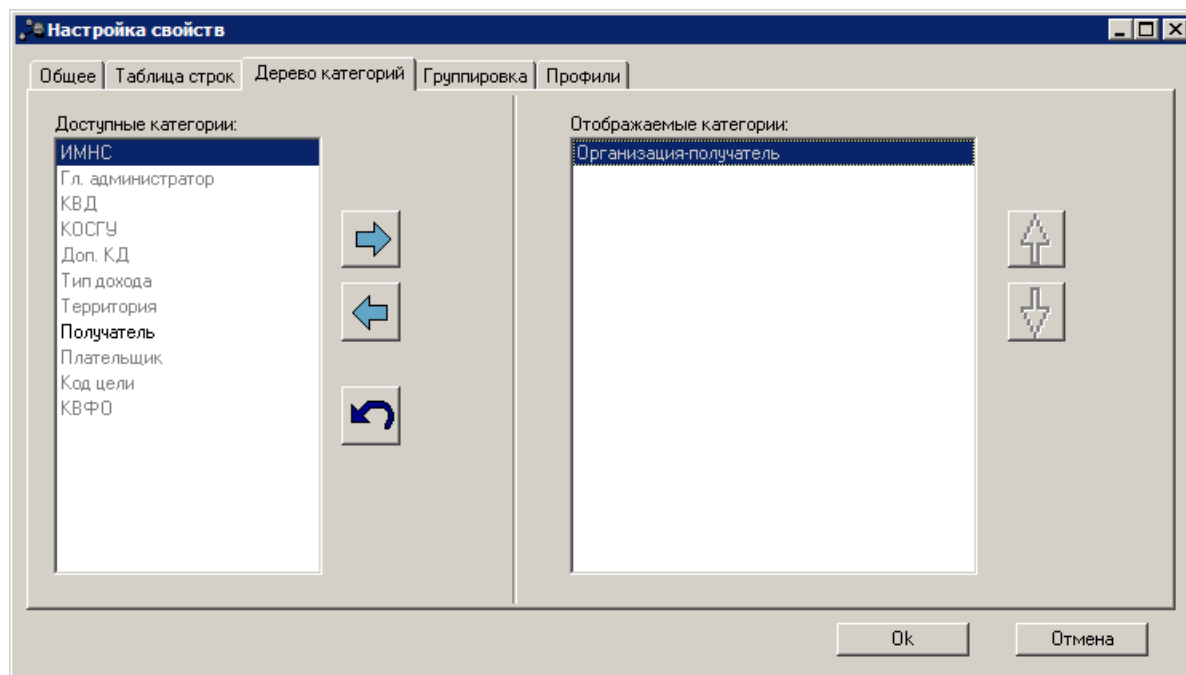 Настройка свойств
Общее Таблица строк Дерево категорий Группировка Профили
Доступные категории:
ИМНС
Гл. администратор
КВД
КОСГУ
Доп. КД
Тип дохода
Территория
Получатель
Плательщик
Код цели
КВФО
Отображаемые категории:
Организация-получатель
Ok Отмена